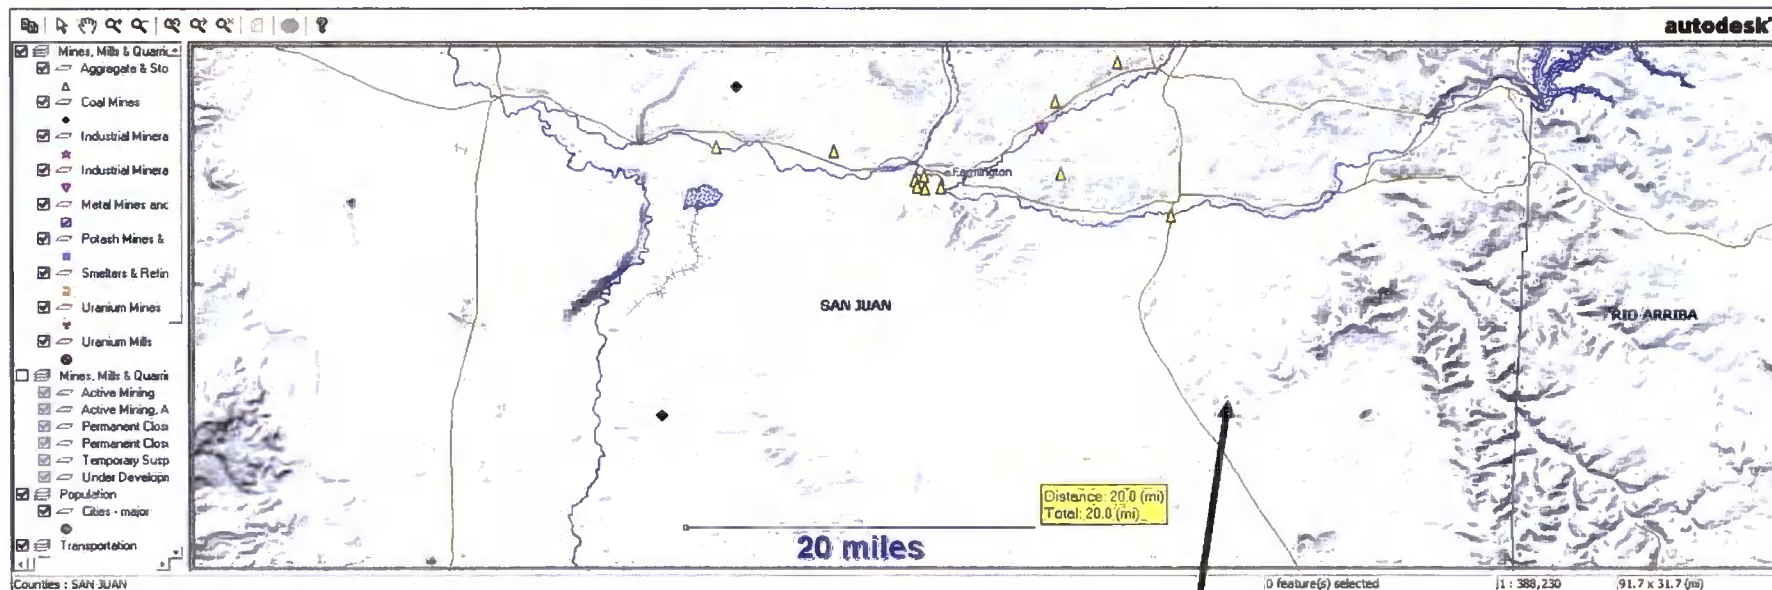 autodesk
Mines, Mills & Quarri
Aggregate & Sto
Coal Mines
Industrial Minera
Industrial Minera
Metal Mines and
Potash Mines &
Smelters & Refin
Uranium Mines
Uranium Mills
Mines, Mills & Quarri
Active Mining
Active Mining, A
Permanent Clos
Permanent Clos
Temporary Susp
Under Developm
Population
Cities - major
Transportation
Farmington
SAN JUAN
RIO ARRIBA
Distance: 20.0 (mi)
Total: 20.0 (mi)
20 miles
Counties : SAN JUAN
0 feature(s) selected
1 : 388,230
91.7 x 31.7 (mi)